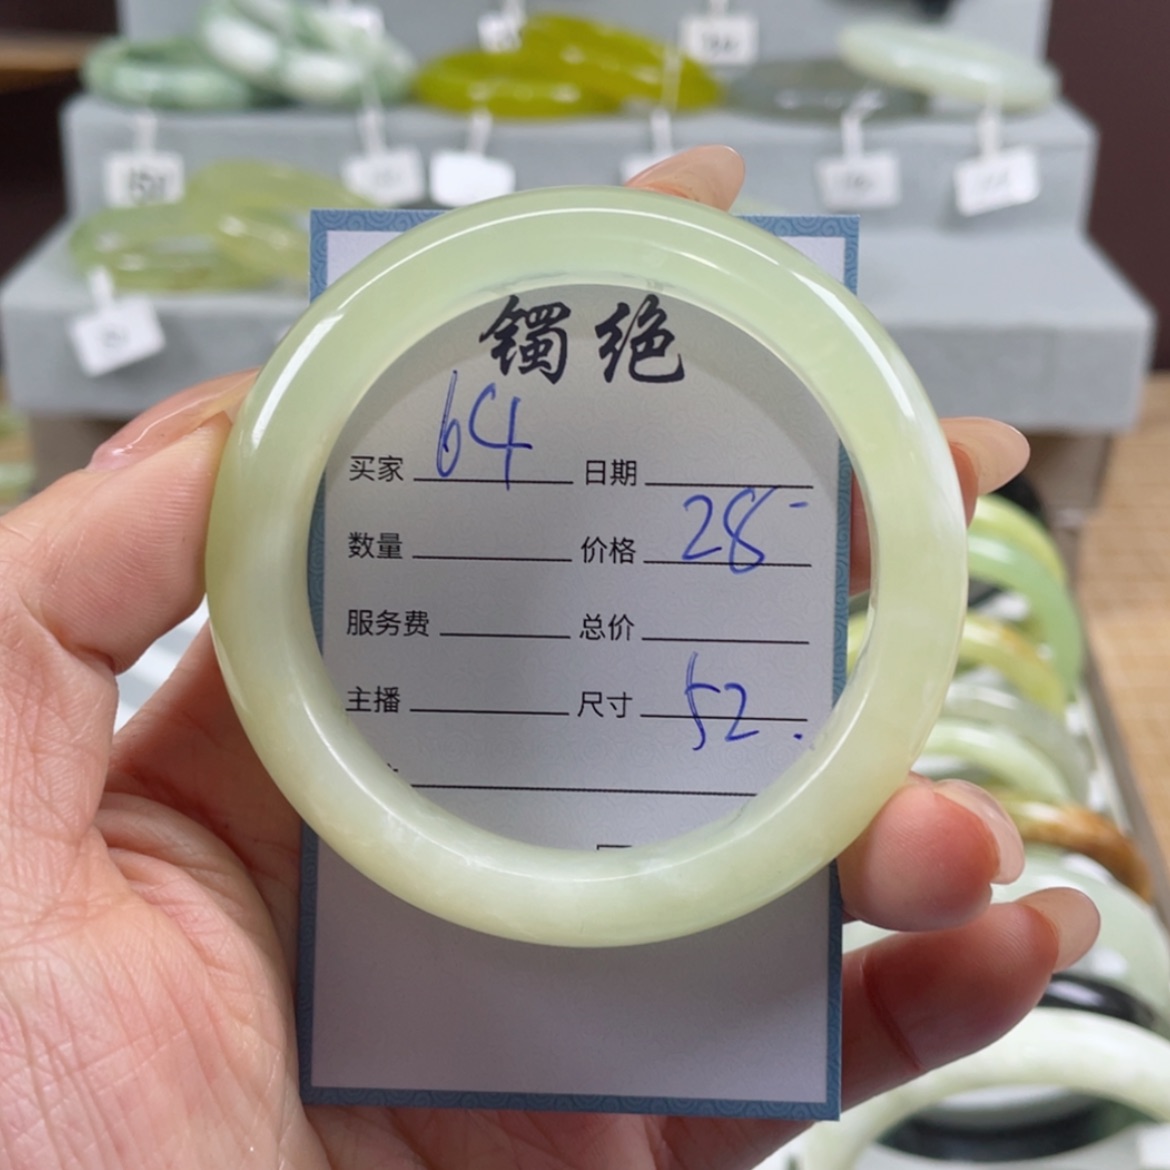 镯绝
买家 64 日期
数量 价格 28-
服务费 总价
主播 尺寸 52.